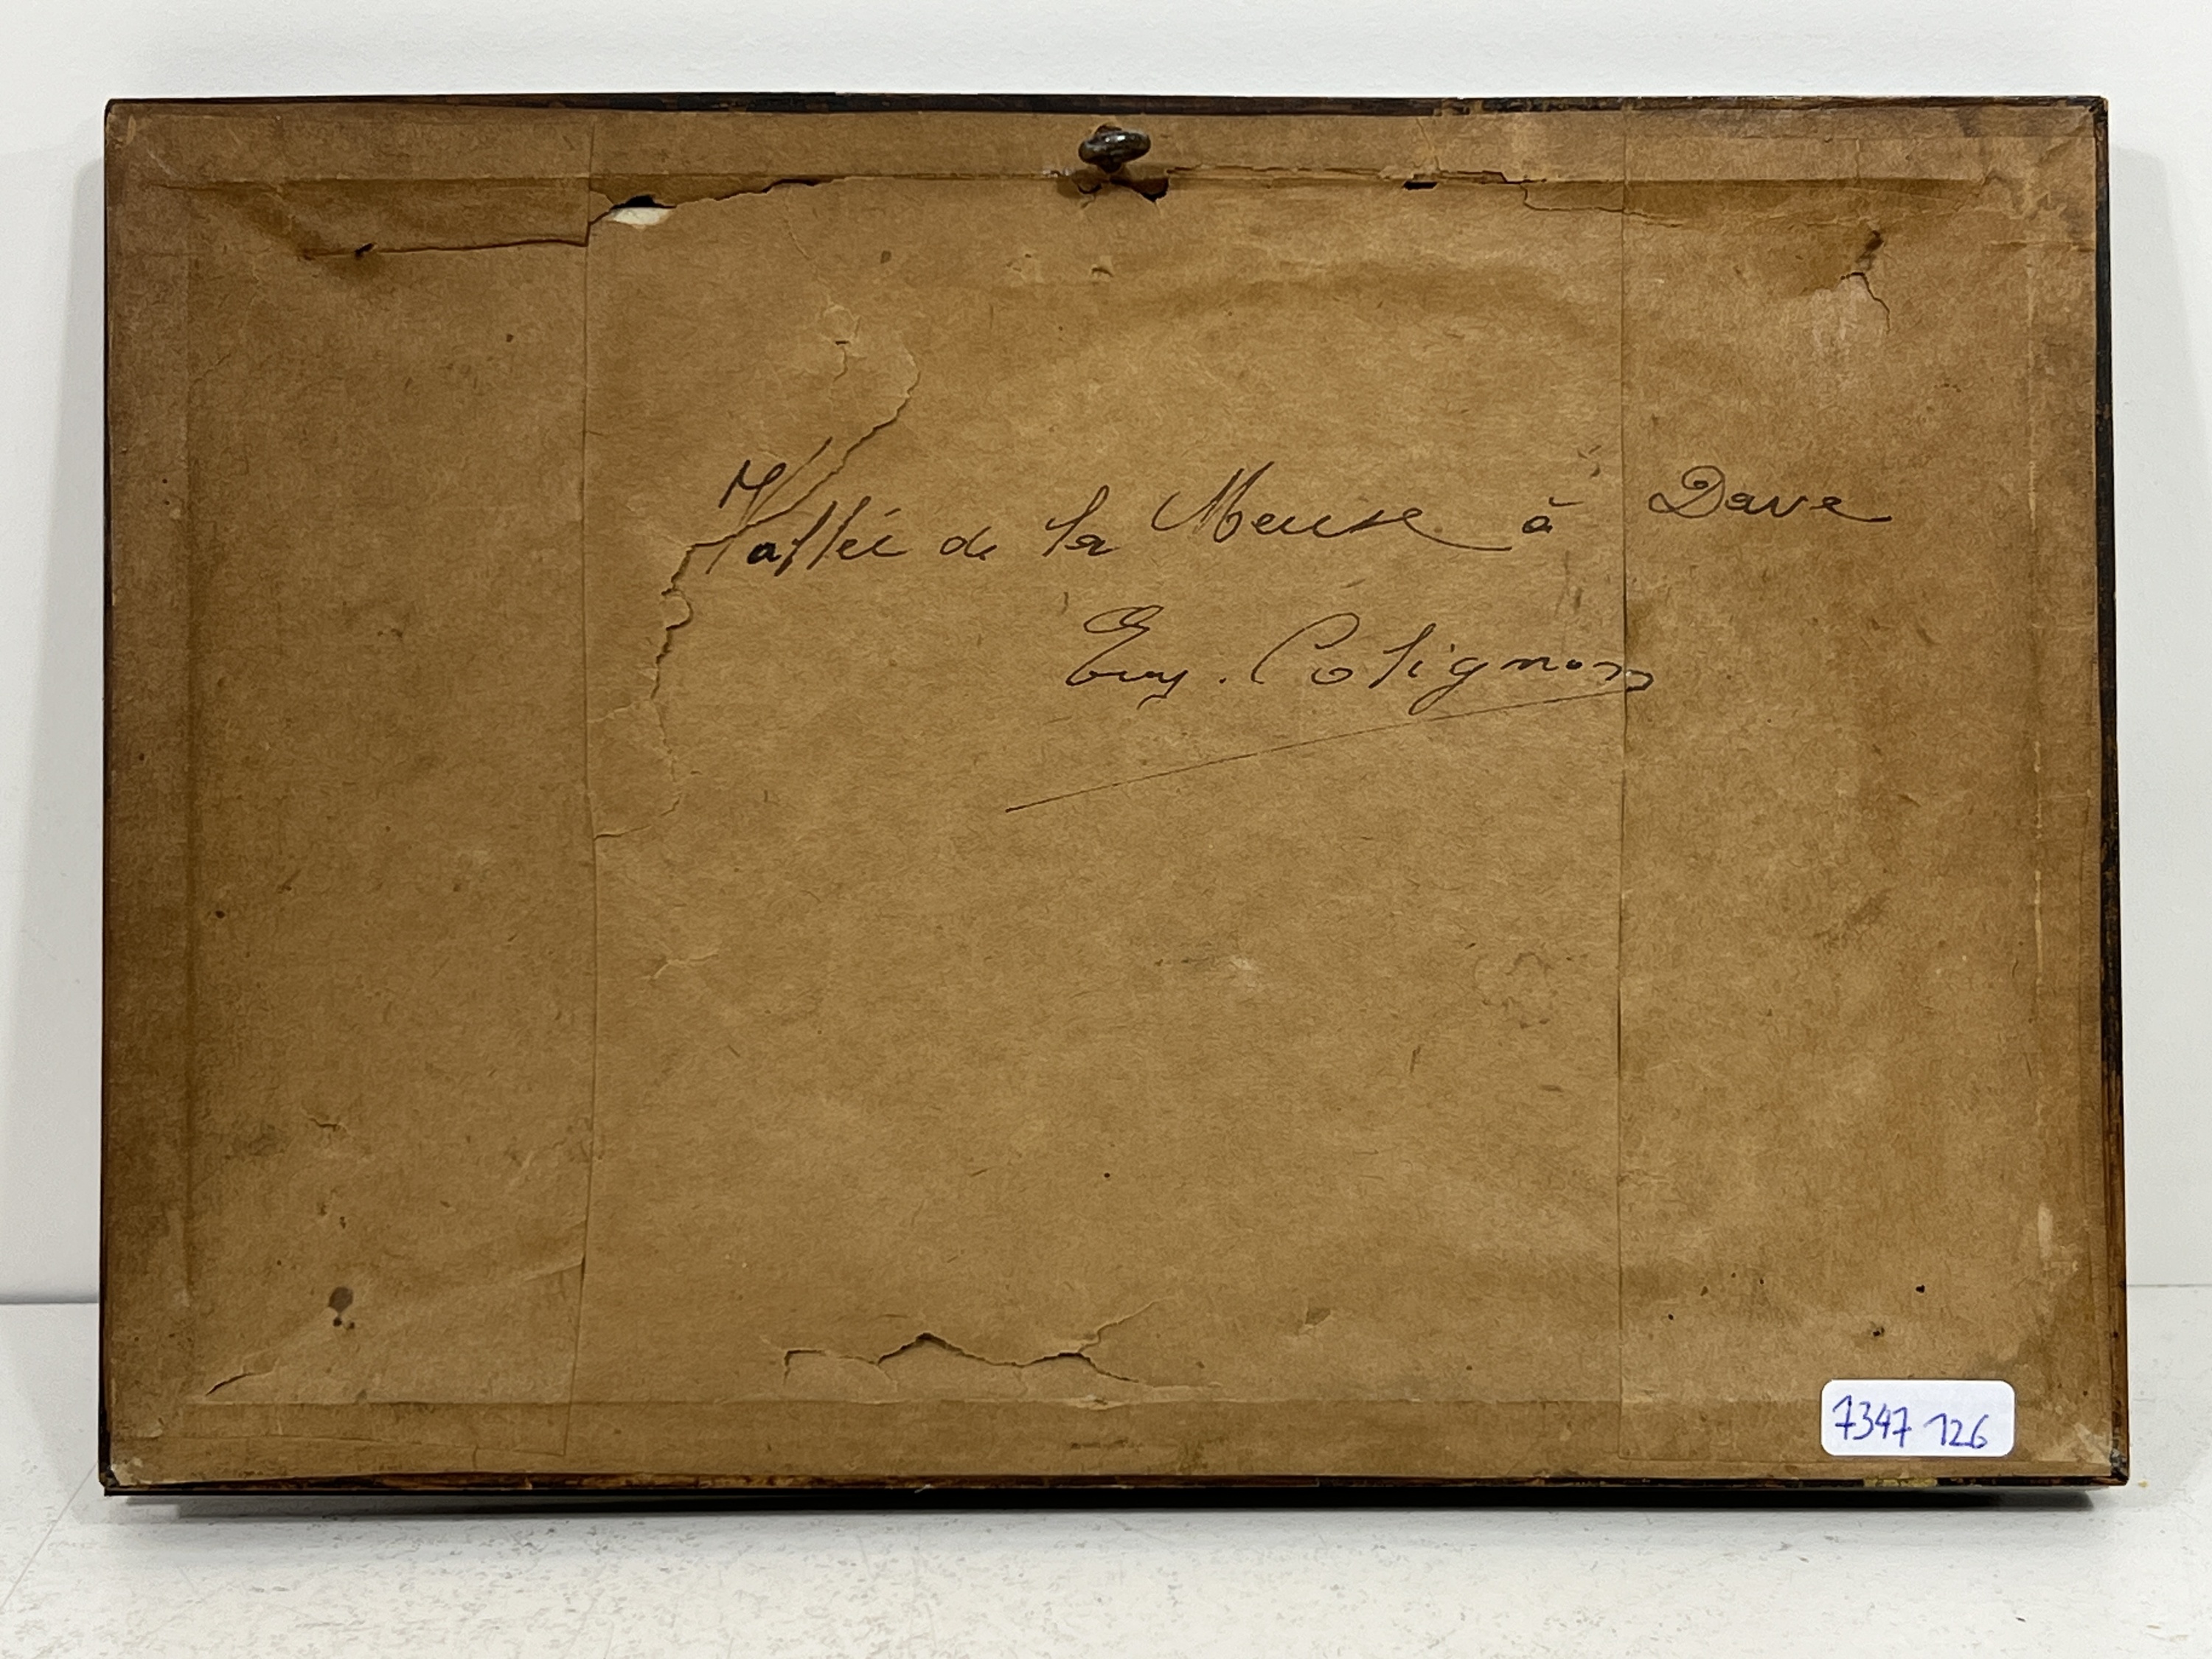 Vallée de la Meuse à Dave
Eug. Colignon
7347 126